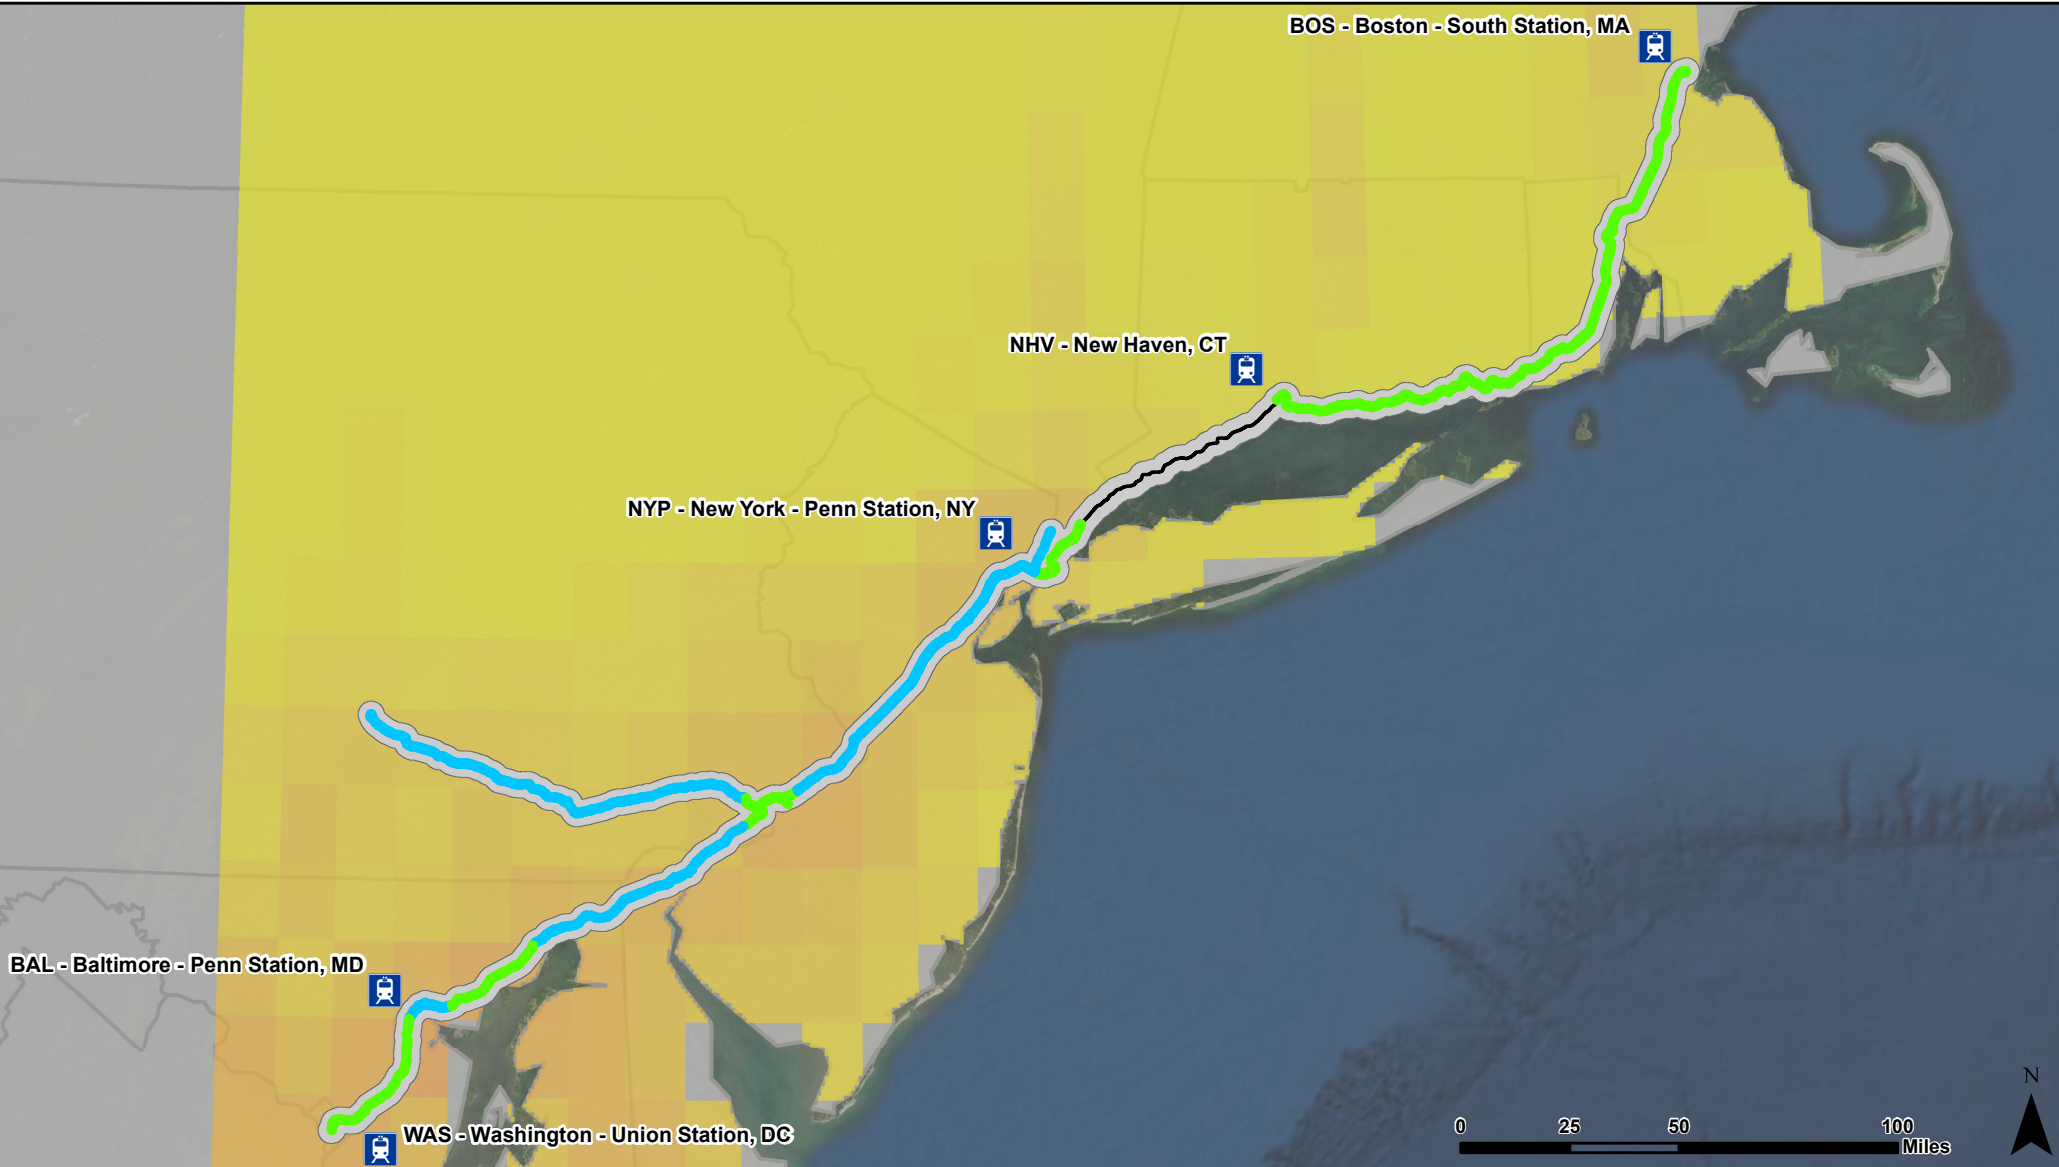 BOS - Boston - South Station, MA
NHV - New Haven, CT
NYP - New York - Penn Station, NY
BAL - Baltimore - Penn Station, MD
WAS - Washington - Union Station, DC
N
0 25 50 100
Miles